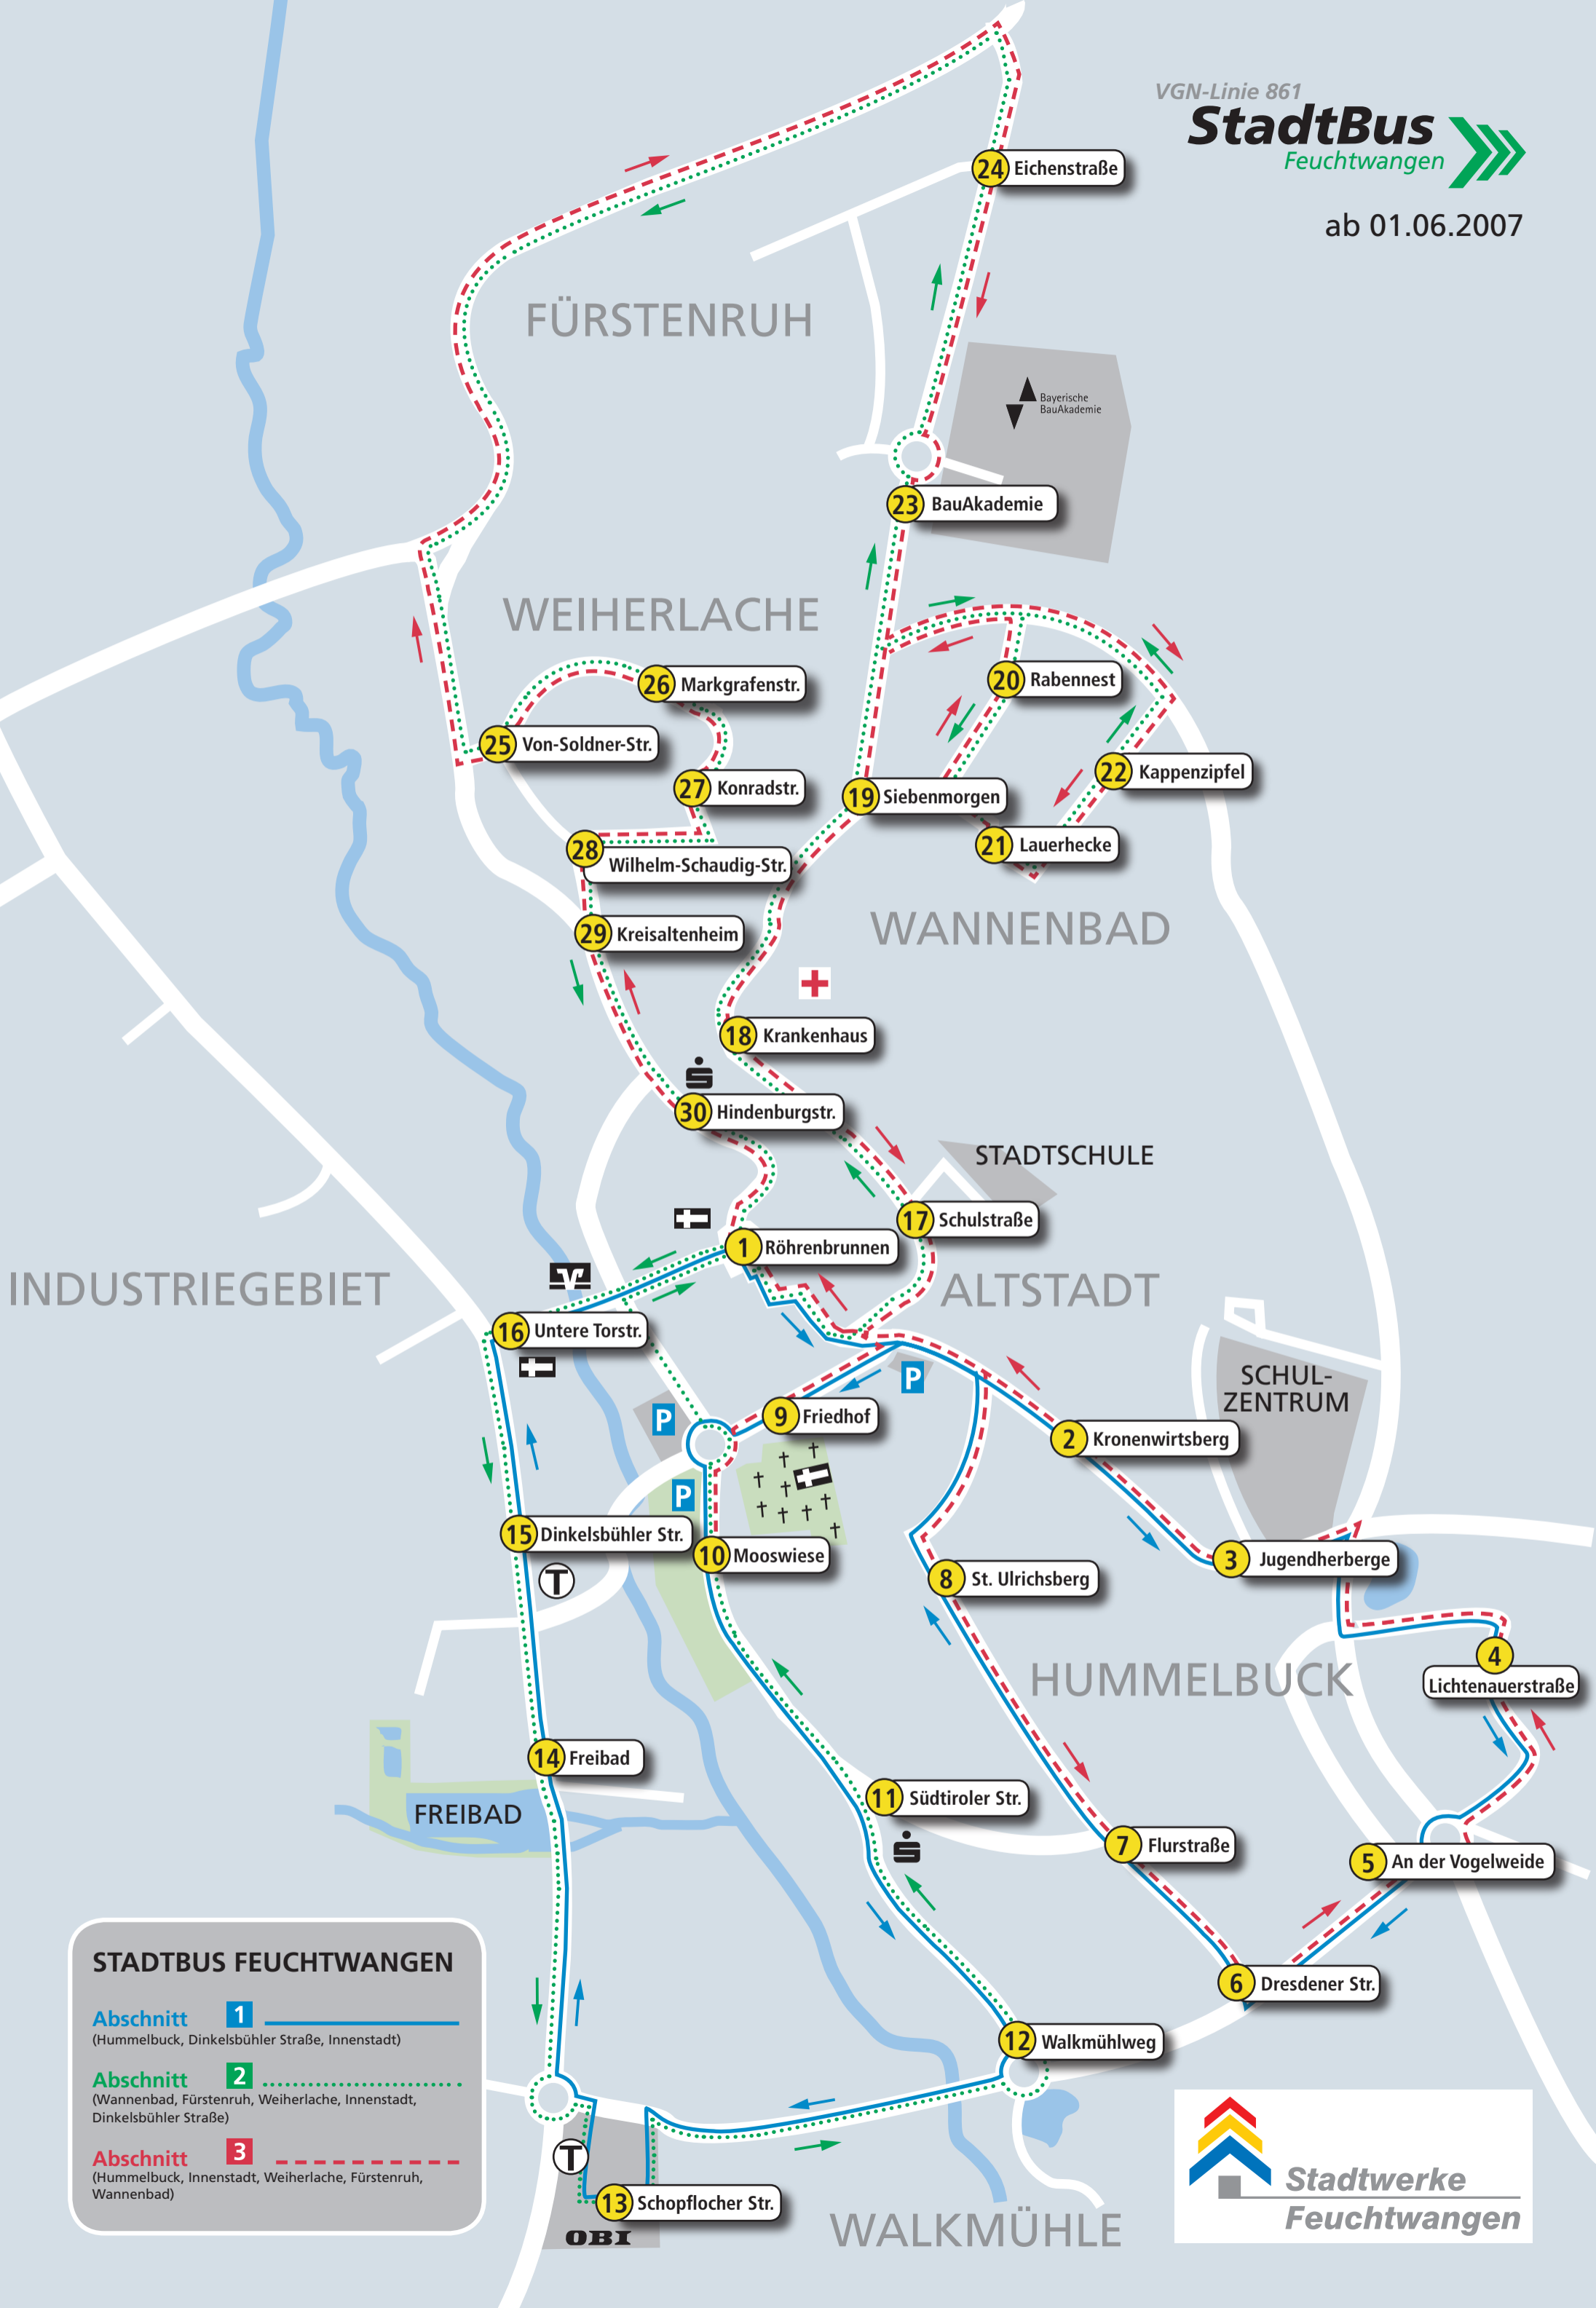 VGN-Linie 861
StadtBus
Feuchtwangen
ab 01.06.2007
24 Eichenstraße
FÜRSTENRUH
Bayerische
BauAkademie
23 BauAkademie
WEIHERLACHE
26 Markgrafenstr.
20 Rabennest
25 Von-Soldner-Str.
22 Kappenzipfel
27 Konradstr.
19 Siebenmorgen
21 Lauerhecke
28 Wilhelm-Schaudig-Str.
WANNENBAD
29 Kreisaltenheim
18 Krankenhaus
30 Hindenburgstr.
STADTSCHULE
17 Schulstraße
1 Röhrenbrunnen
INDUSTRIEGEBIET
ALTSTADT
16 Untere Torstr.
P
SCHUL-
ZENTRUM
P
9 Friedhof
2 Kronenwirtsberg
P
15 Dinkelsbühler Str.
10 Mooswiese
3 Jugendherberge
T
8 St. Ulrichsberg
4
Lichtenauerstraße
HUMMELBUCK
14 Freibad
11 Südtiroler Str.
FREIBAD
7 Flurstraße
5 An der Vogelweide
6 Dresdener Str.
12 Walkmühlweg
T
13 Schopflocher Str.
OBI
WALKMÜHLE
STADTBUS FEUCHTWANGEN
Abschnitt 1
(Hummelbuck, Dinkelsbühler Straße, Innenstadt)
Abschnitt 2
(Wannenbad, Fürstenruh, Weiherlache, Innenstadt,
Dinkelsbühler Straße)
Abschnitt 3
(Hummelbuck, Innenstadt, Weiherlache, Fürstenruh,
Wannenbad)
Stadtwerke
Feuchtwangen